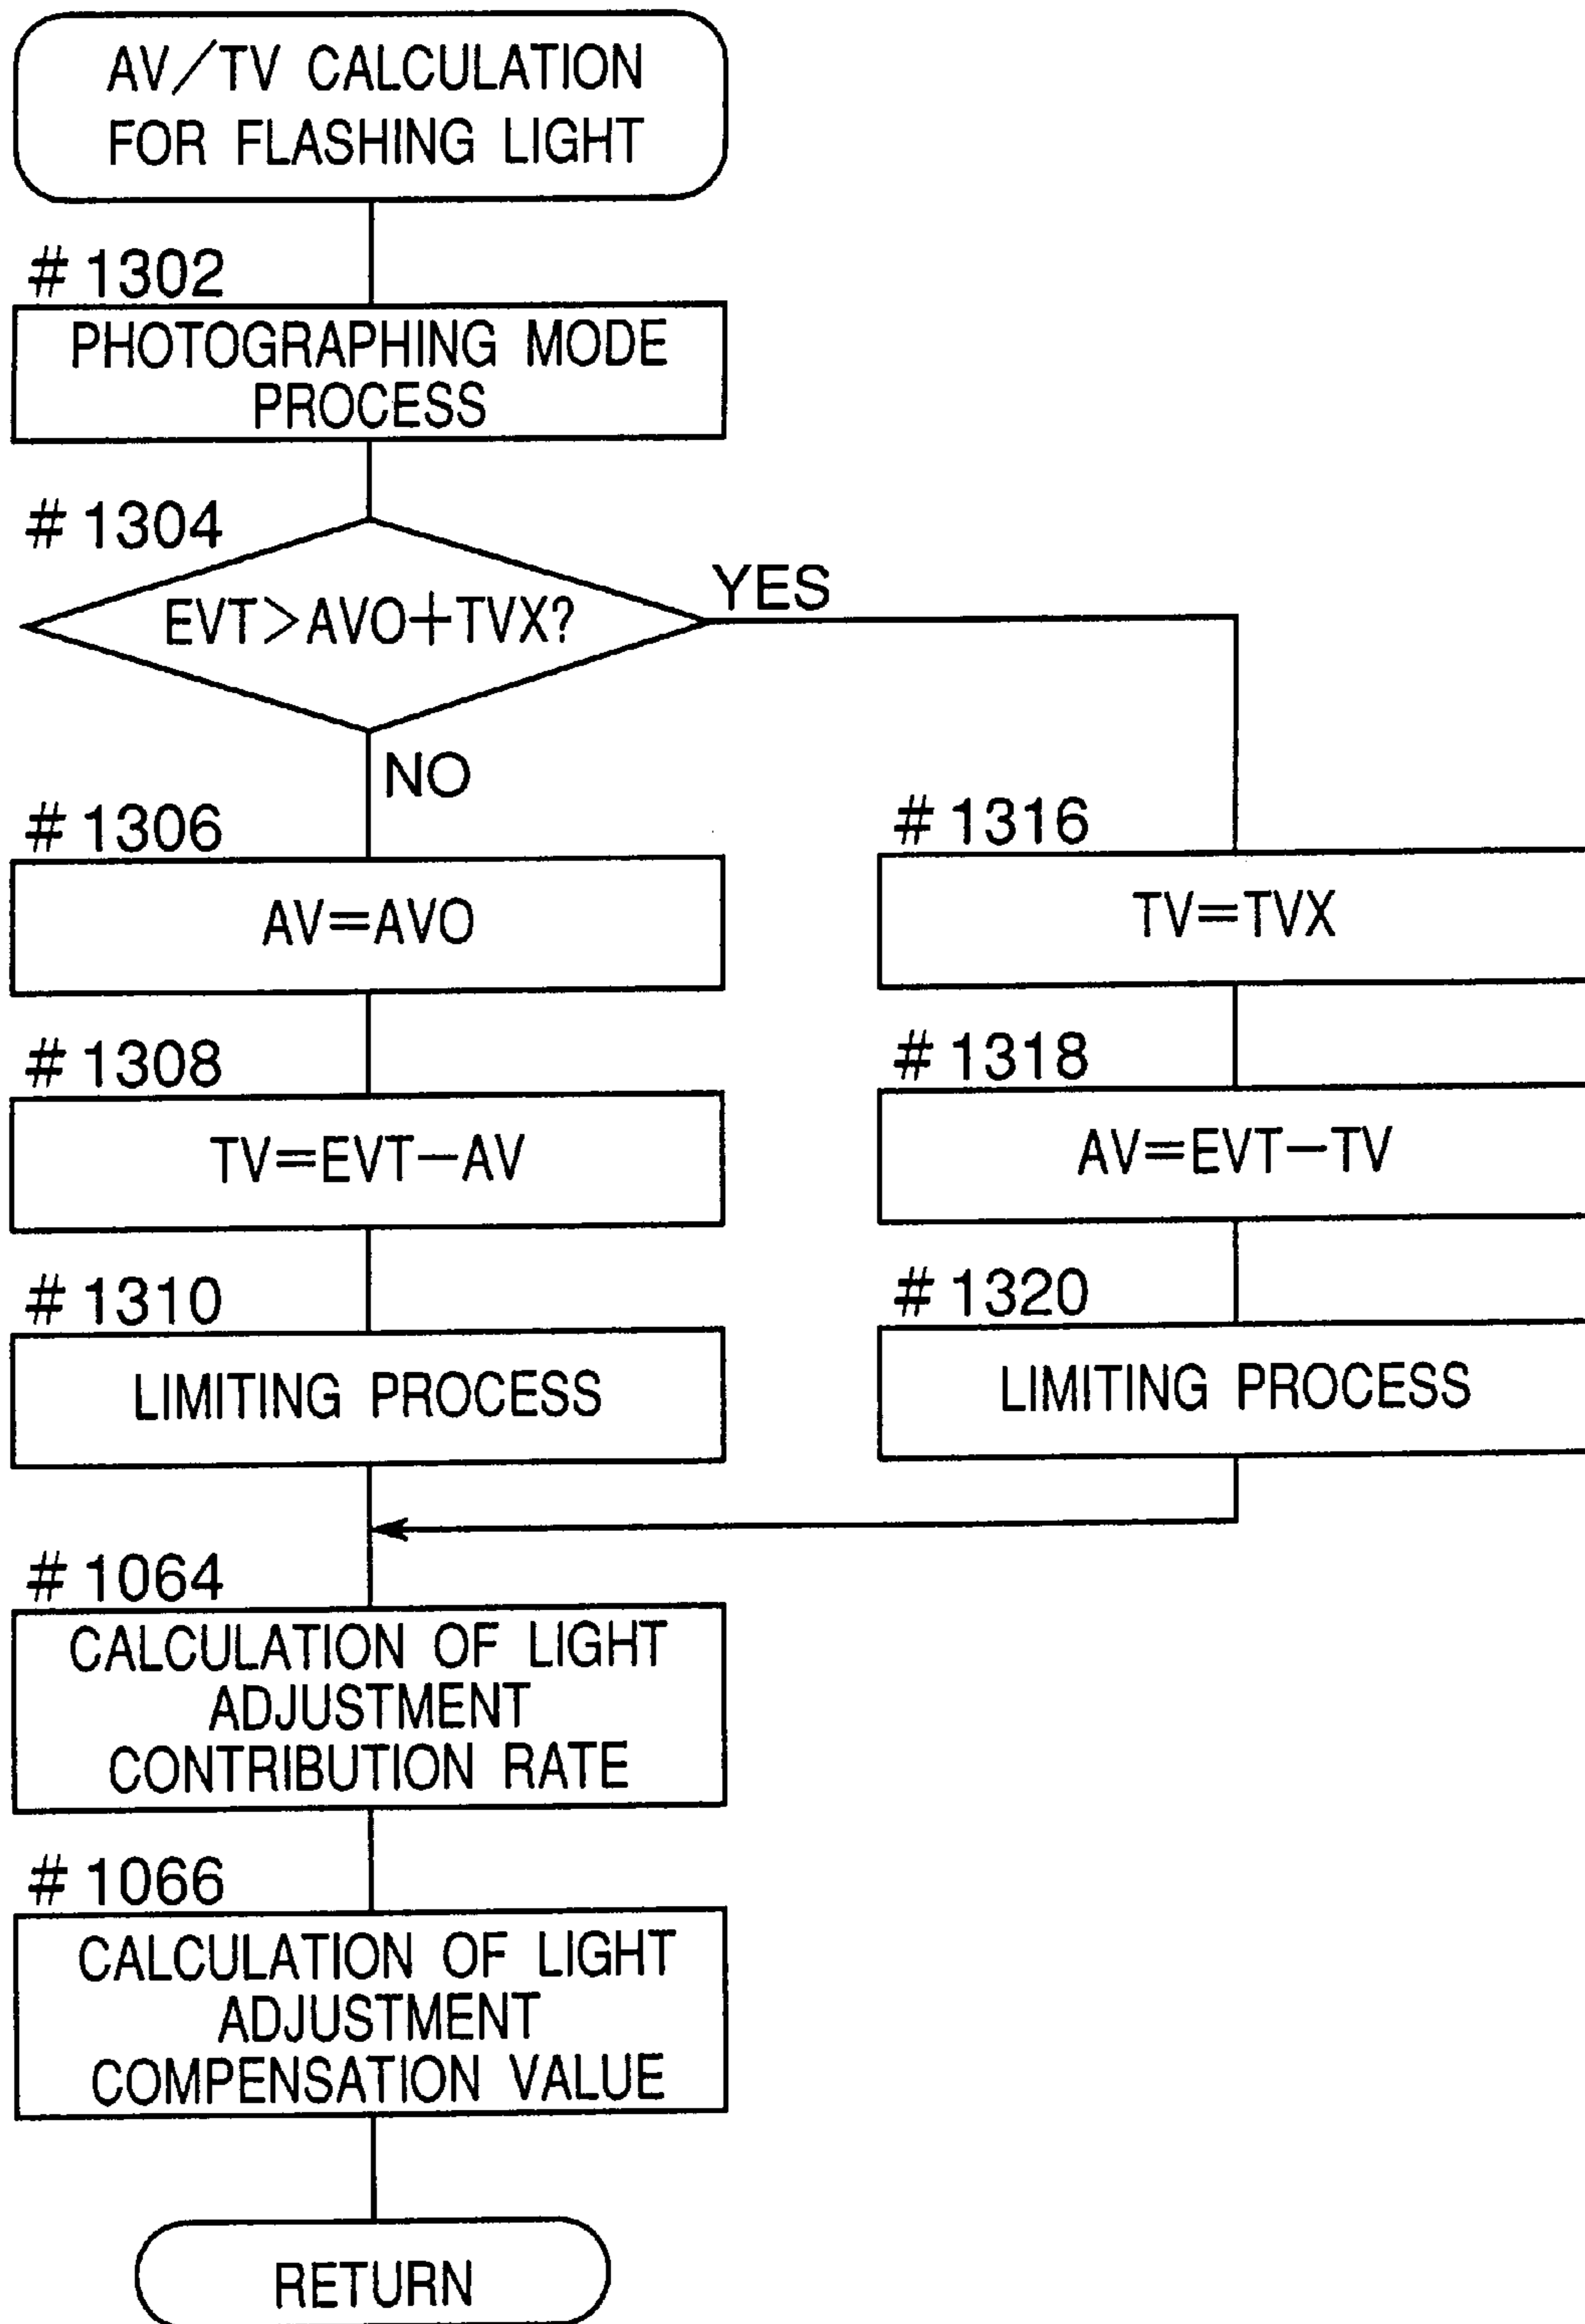 AV/TV CALCULATION
FOR FLASHING LIGHT
# 1302
PHOTOGRAPHING MODE
PROCESS
# 1304
EVT>AVO+TVX?
YES
NO
# 1306
AV=AVO
# 1308
TV=EVT−AV
# 1310
LIMITING PROCESS
# 1316
TV=TVX
# 1318
AV=EVT−TV
# 1320
LIMITING PROCESS
# 1064
CALCULATION OF LIGHT
ADJUSTMENT
CONTRIBUTION RATE
# 1066
CALCULATION OF LIGHT
ADJUSTMENT
COMPENSATION VALUE
RETURN